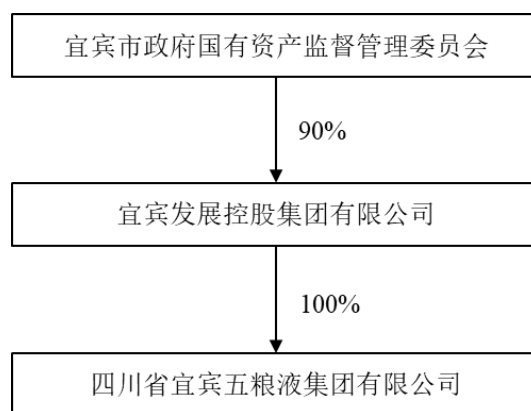 宜宾市政府国有资产监督管理委员会
90%
宜宾发展控股集团有限公司
100%
四川省宜宾五粮液集团有限公司